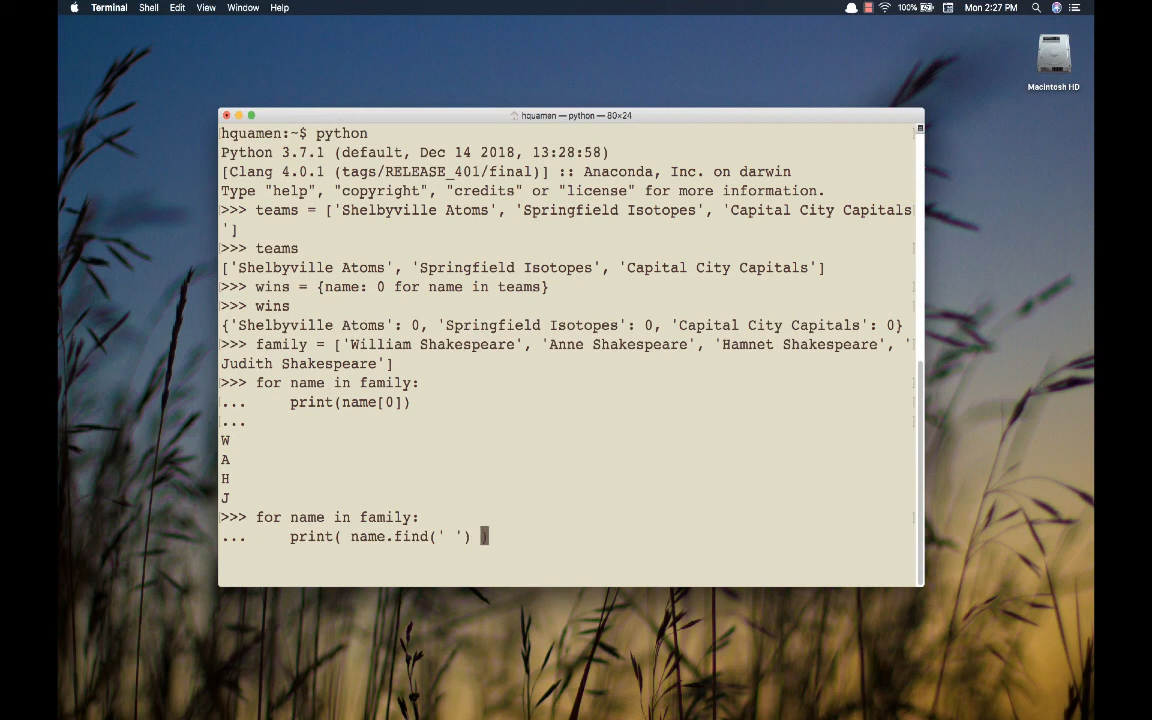 Terminal Shell Edit View Window Help 100% Mon 2:27 PM
Macintosh HD
hquamen — python — 80×24
hquamen:~$ python
Python 3.7.1 (default, Dec 14 2018, 13:28:58)
[Clang 4.0.1 (tags/RELEASE_401/final)] :: Anaconda, Inc. on darwin
Type "help", "copyright", "credits" or "license" for more information.
>>> teams = ['Shelbyville Atoms', 'Springfield Isotopes', 'Capital City Capitals
']
>>> teams
['Shelbyville Atoms', 'Springfield Isotopes', 'Capital City Capitals']
>>> wins = {name: 0 for name in teams}
>>> wins
{'Shelbyville Atoms': 0, 'Springfield Isotopes': 0, 'Capital City Capitals': 0}
>>> family = ['William Shakespeare', 'Anne Shakespeare', 'Hamnet Shakespeare', '
Judith Shakespeare']
>>> for name in family:
...     print(name[0])
...
W
A
H
J
>>> for name in family:
...     print( name.find(' ') )